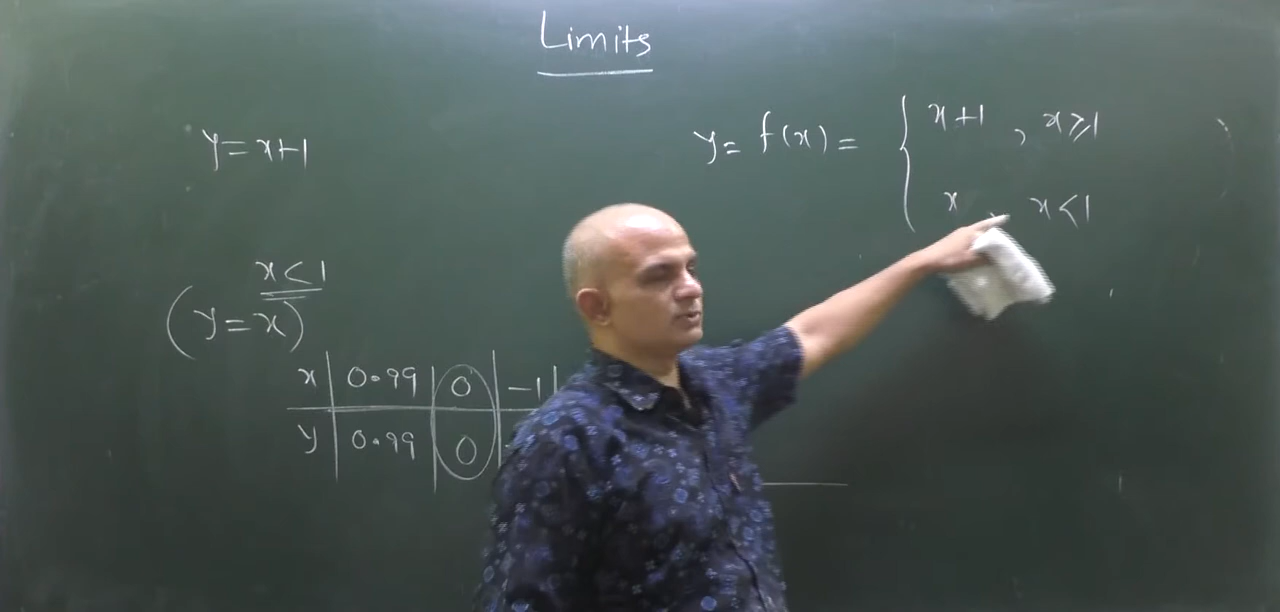 Limits
y = x+1
y = f(x) = { x+1 , x ⩾ 1
x , x < 1
x < 1
(y = x)
x | 0.99 | 0 | -1 |
y | 0.99 | 0 |